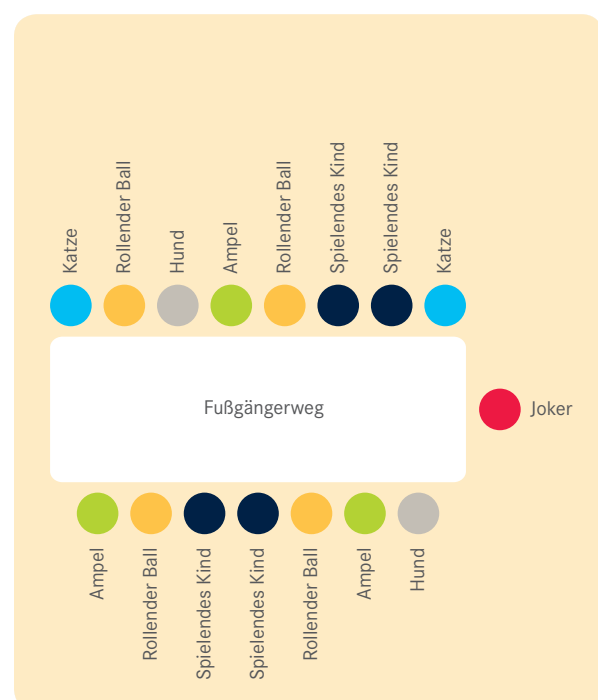 Katze
Rollender Ball
Hund
Ampel
Rollender Ball
Spielendes Kind
Spielendes Kind
Katze
Fußgängerweg
Joker
Ampel
Rollender Ball
Spielendes Kind
Spielendes Kind
Rollender Ball
Ampel
Hund